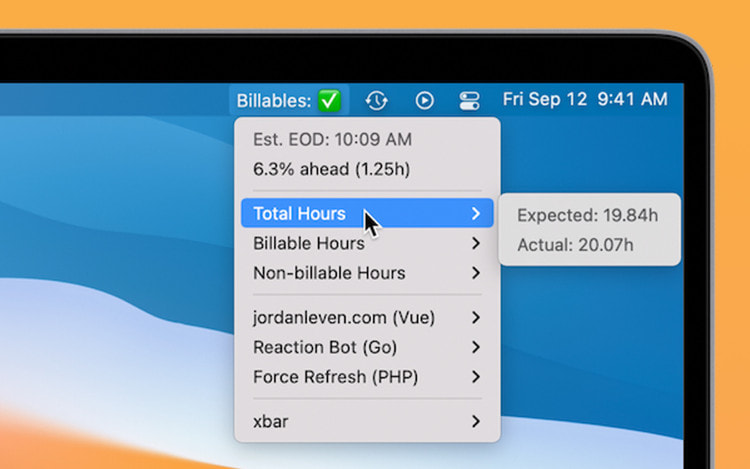 Billables: ✅ Fri Sep 12 9:41 AM
Est. EOD: 10:09 AM
6.3% ahead (1.25h)
Total Hours
Expected: 19.84h
Actual: 20.07h
Billable Hours
Non-billable Hours
jordanleven.com (Vue)
Reaction Bot (Go)
Force Refresh (PHP)
xbar